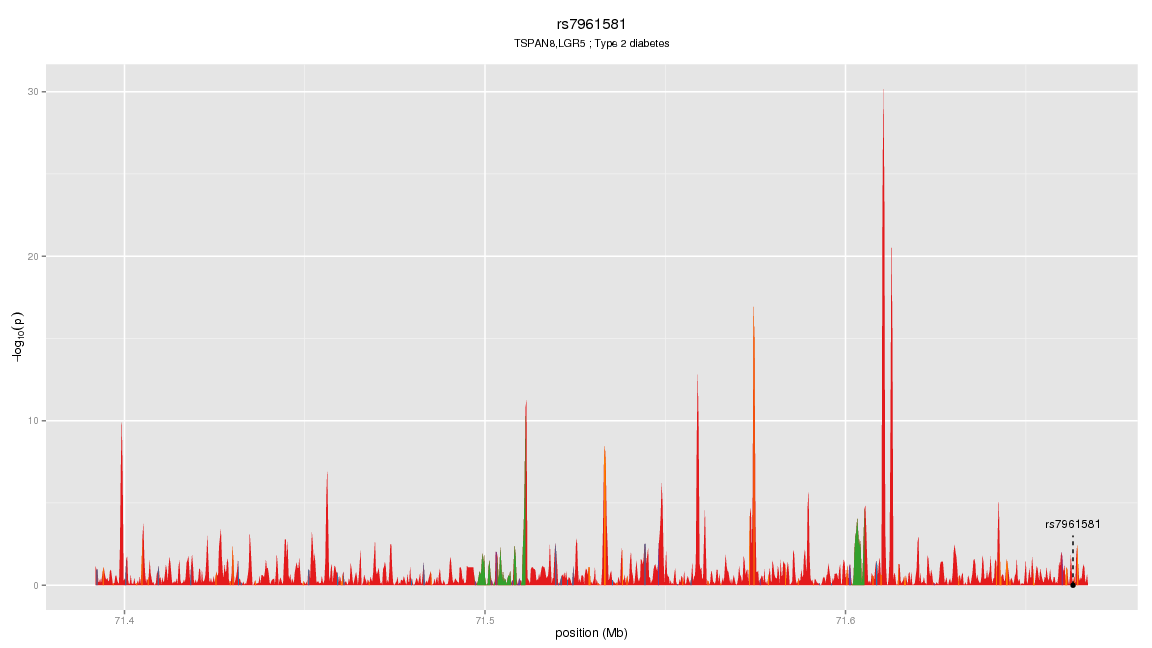 rs7961581
TSPAN8,LGR5 ; Type 2 diabetes
30
20
10
0
−log10(p)
rs7961581
71.4
71.5
71.6
position (Mb)